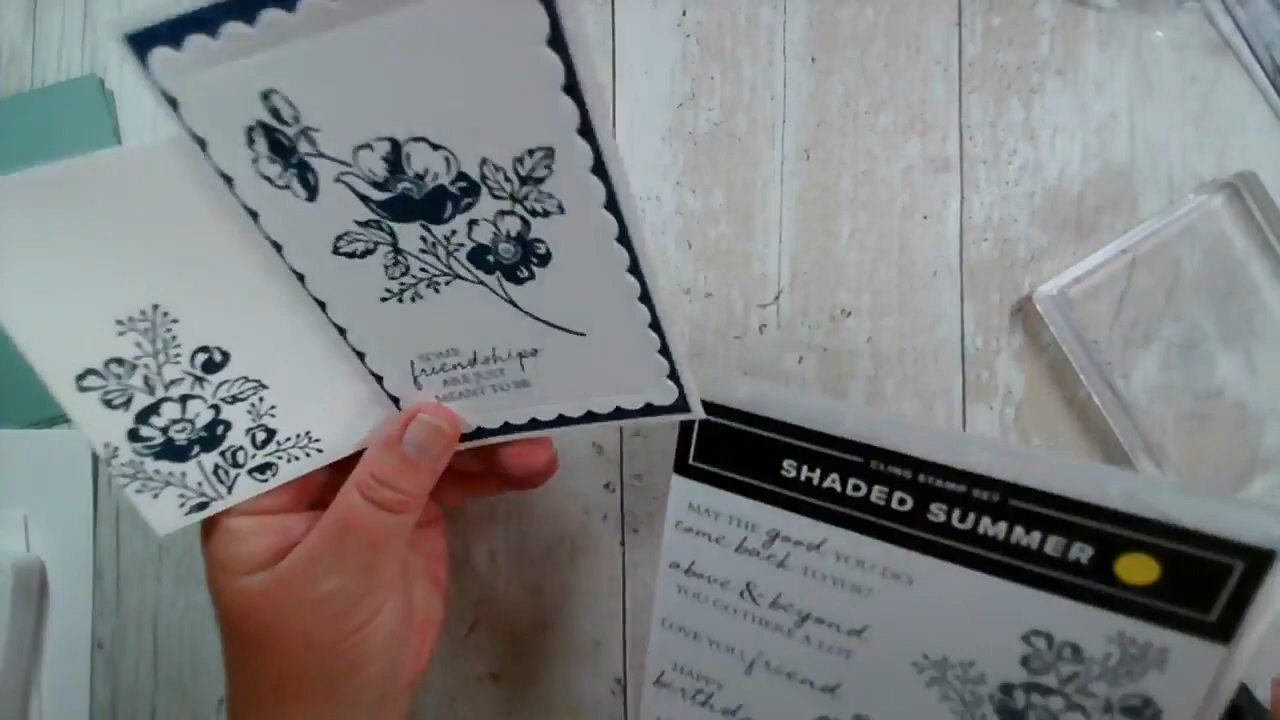 SOME
friendships
ARE JUST
MEANT TO BE
CLING STAMP SET
SHADED SUMMER
MAY THE good YOU DO
come back TO YOU!
above & beyond
YOU GO THERE A LOT
LOVE YOU, friend
HAPPY